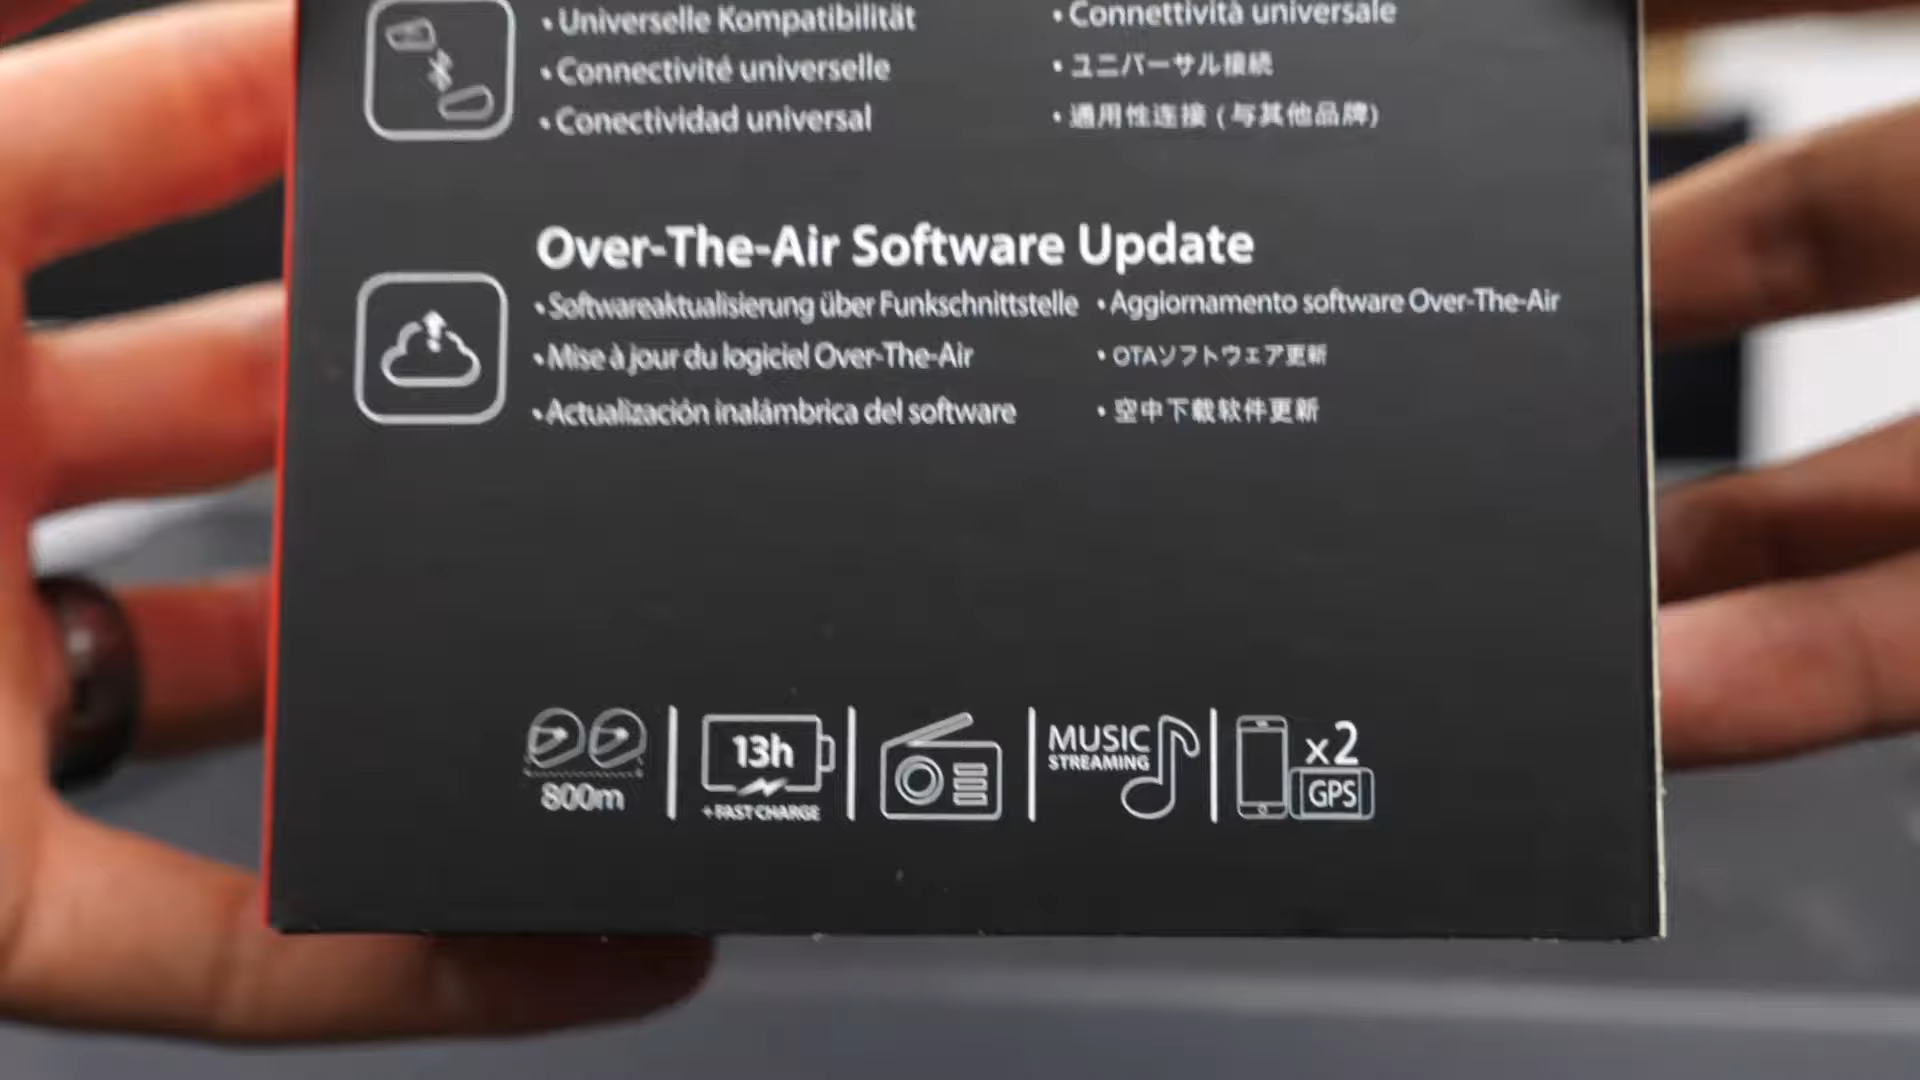 • Universelle Kompatibilität
• Connectivité universelle
• Conectividad universal
• Connettività universale
• ユニバーサル接続
• 通用性连接 (与其他品牌)
Over-The-Air Software Update
• Softwareaktualisierung über Funkschnittstelle
• Mise à jour du logiciel Over-The-Air
• Actualización inalámbrica del software
• Aggiornamento software Over-The-Air
• OTAソフトウェア更新
• 空中下载软件更新
800m
13h
+ FAST CHARGE
MUSIC
STREAMING
x2
GPS